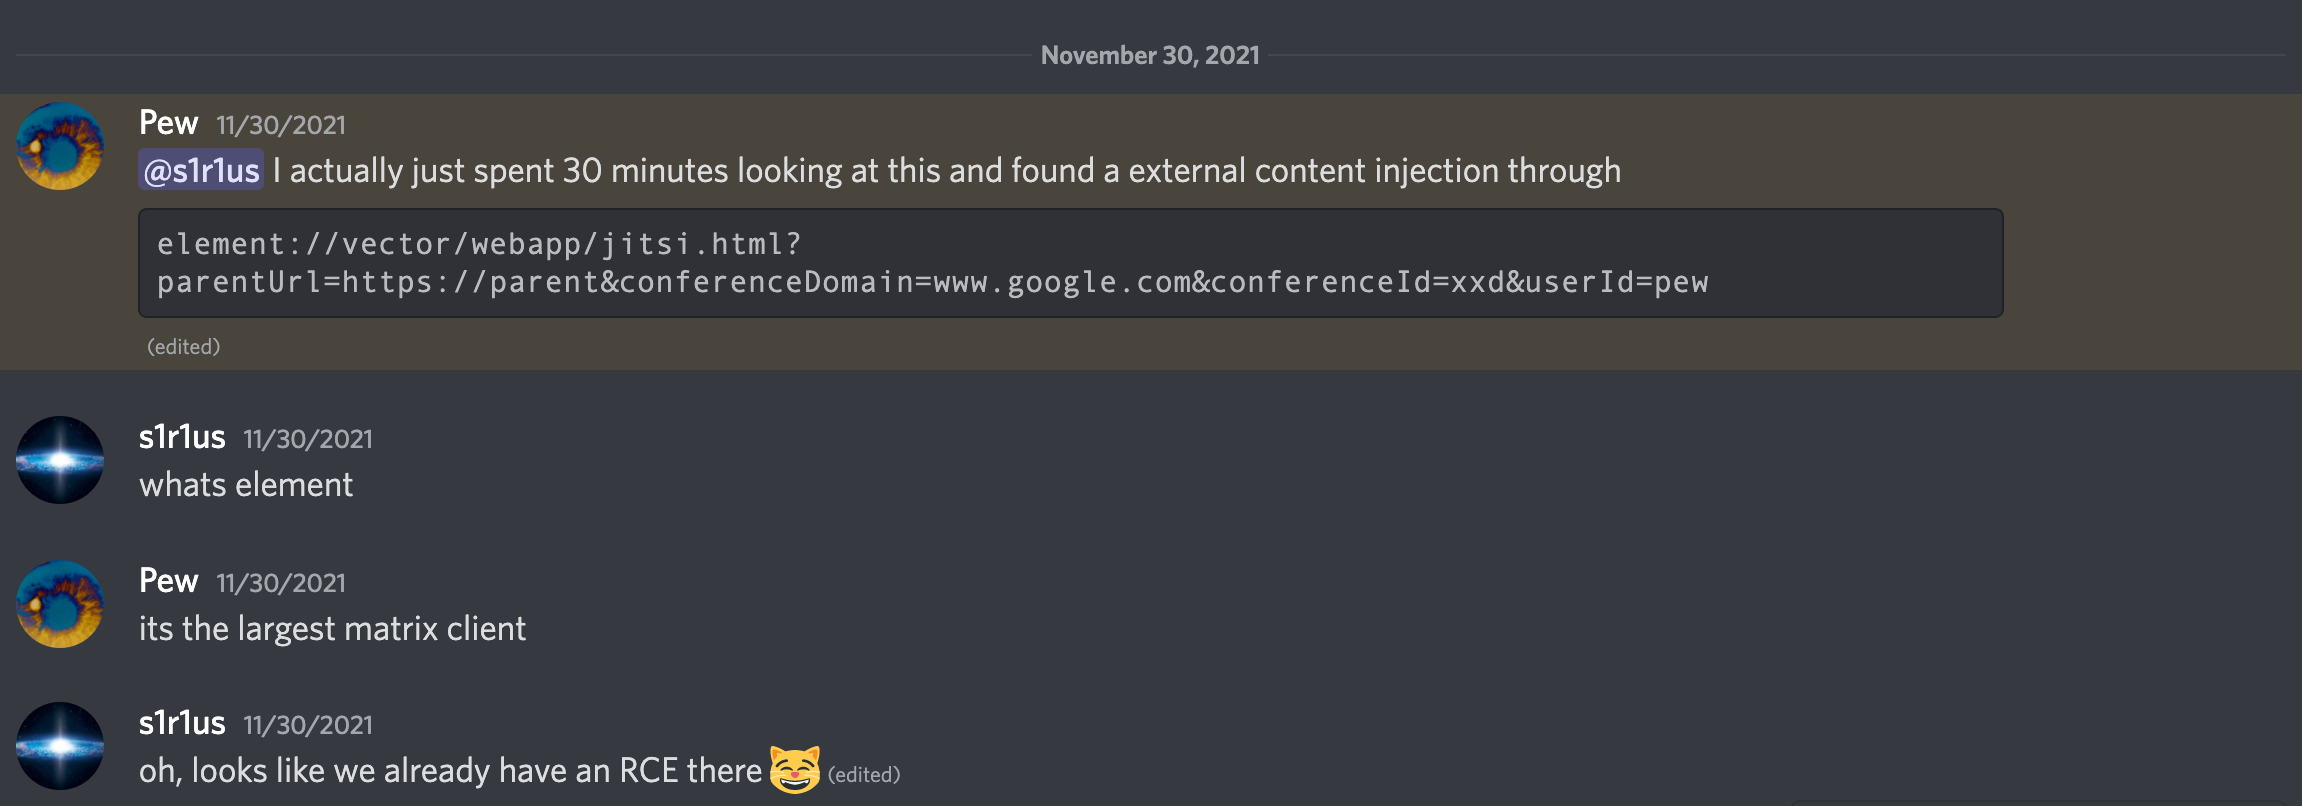 November 30, 2021
Pew 11/30/2021
@s1r1us I actually just spent 30 minutes looking at this and found a external content injection through
element://vector/webapp/jitsi.html?
parentUrl=https://parent&conferenceDomain=www.google.com&conferenceId=xxd&userId=pew
(edited)
s1r1us 11/30/2021
whats element
Pew 11/30/2021
its the largest matrix client
s1r1us 11/30/2021
oh, looks like we already have an RCE there 😸 (edited)